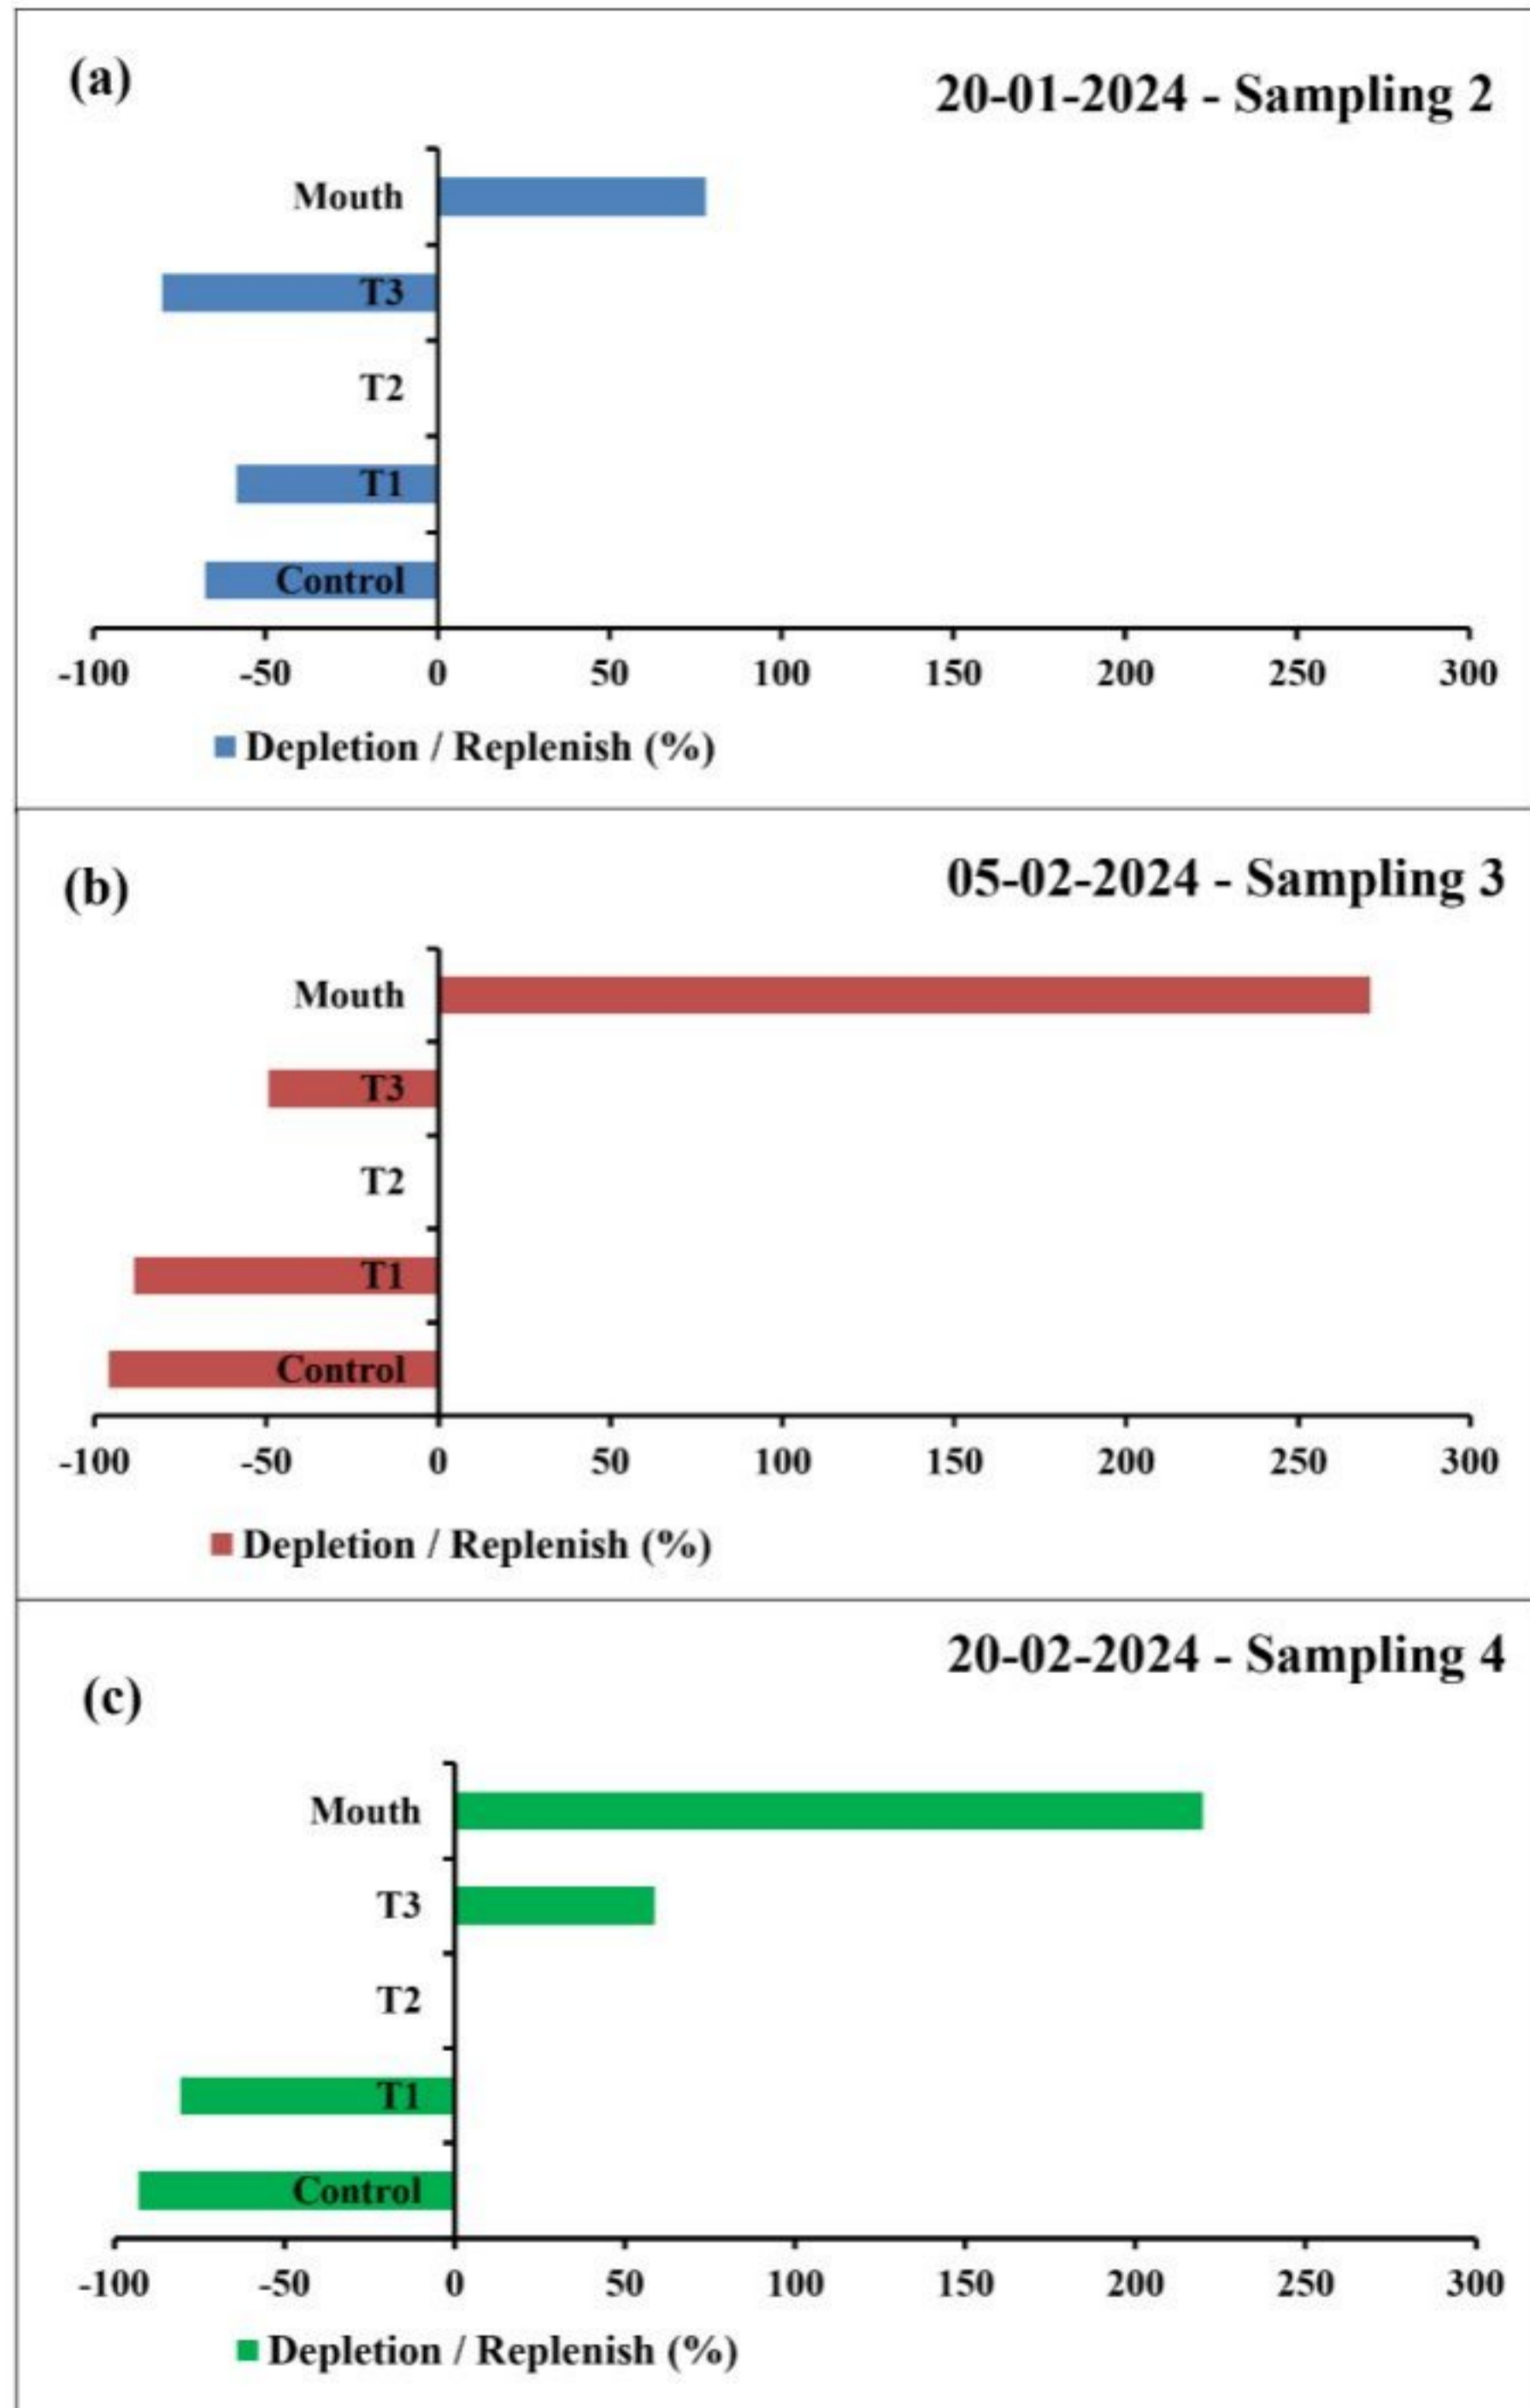 (a)
20-01-2024 - Sampling 2
Mouth
T3
T2
T1
Control
-100 -50 0 50 100 150 200 250 300
Depletion / Replenish (%)
(b)
05-02-2024 - Sampling 3
Mouth
T3
T2
T1
Control
-100 -50 0 50 100 150 200 250 300
Depletion / Replenish (%)
20-02-2024 - Sampling 4
(c)
Mouth
T3
T2
T1
Control
-100 -50 0 50 100 150 200 250 300
Depletion / Replenish (%)